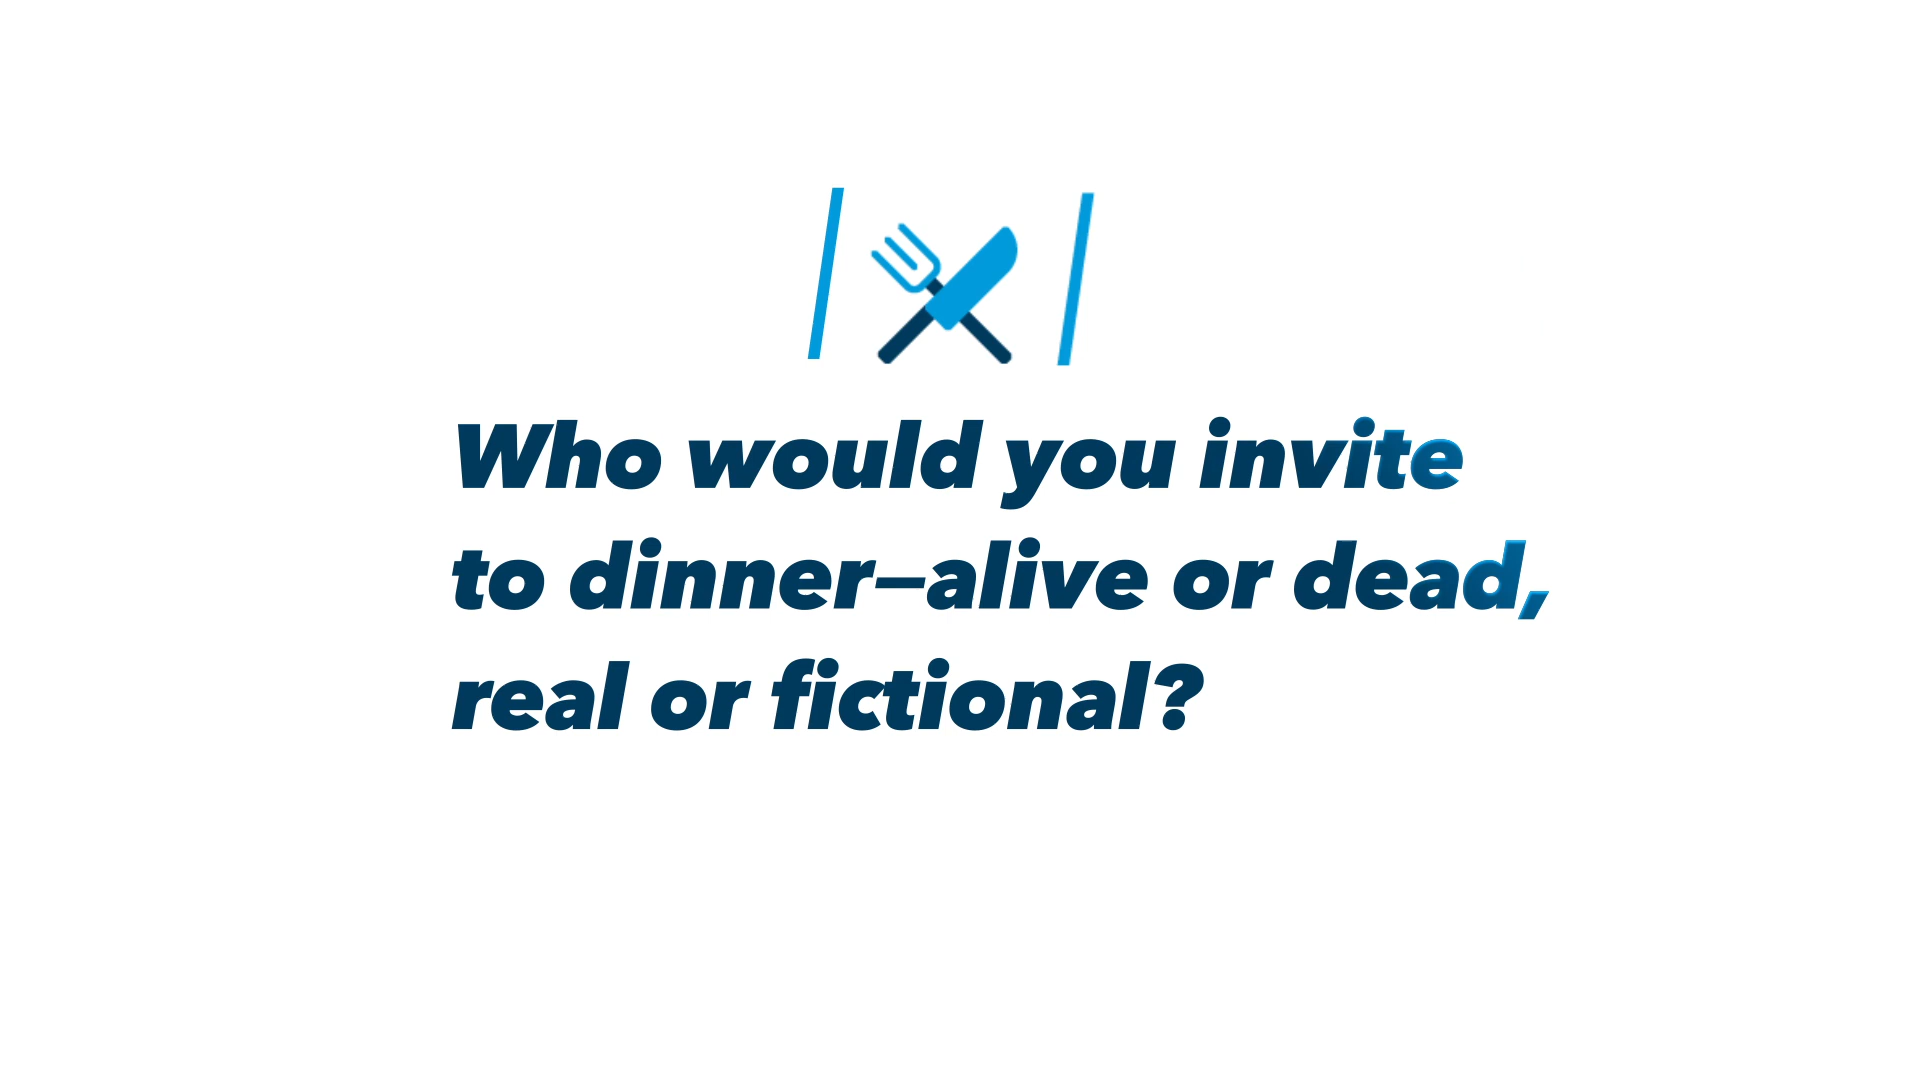 Who would you invite
to dinner—alive or dead,
real or fictional?